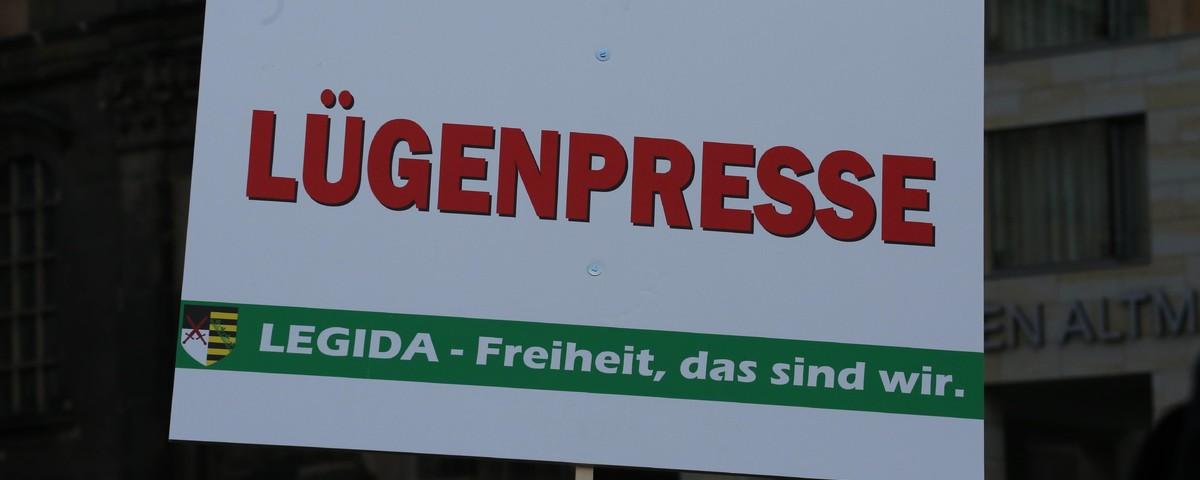 LÜGENPRESSE
LEGIDA - Freiheit, das sind wir.
EN ALTM